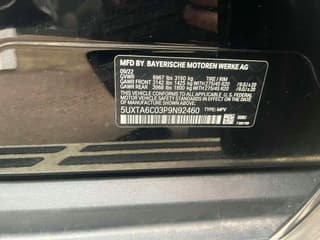 MFD BY BAYERISCHE MOTOREN WERKE AG
09/22
GVWR 6967 lbs 3160 kg TIRE / RIM
GAWR FRONT 3142 lbs 1425 kg W/275/45 R20
GAWR REAR 3968 lbs 1800 kg W/275/45 R20
THIS VEHICLE CONFORMS TO ALL APPLICABLE
U.S. FEDERAL MOTOR VEHICLE SAFETY
STANDARDS IN EFFECT ON THE DATE OF
MANUFACTURE SHOWN ABOVE
5UXTA6C03P9N92460 TYPE: MPV